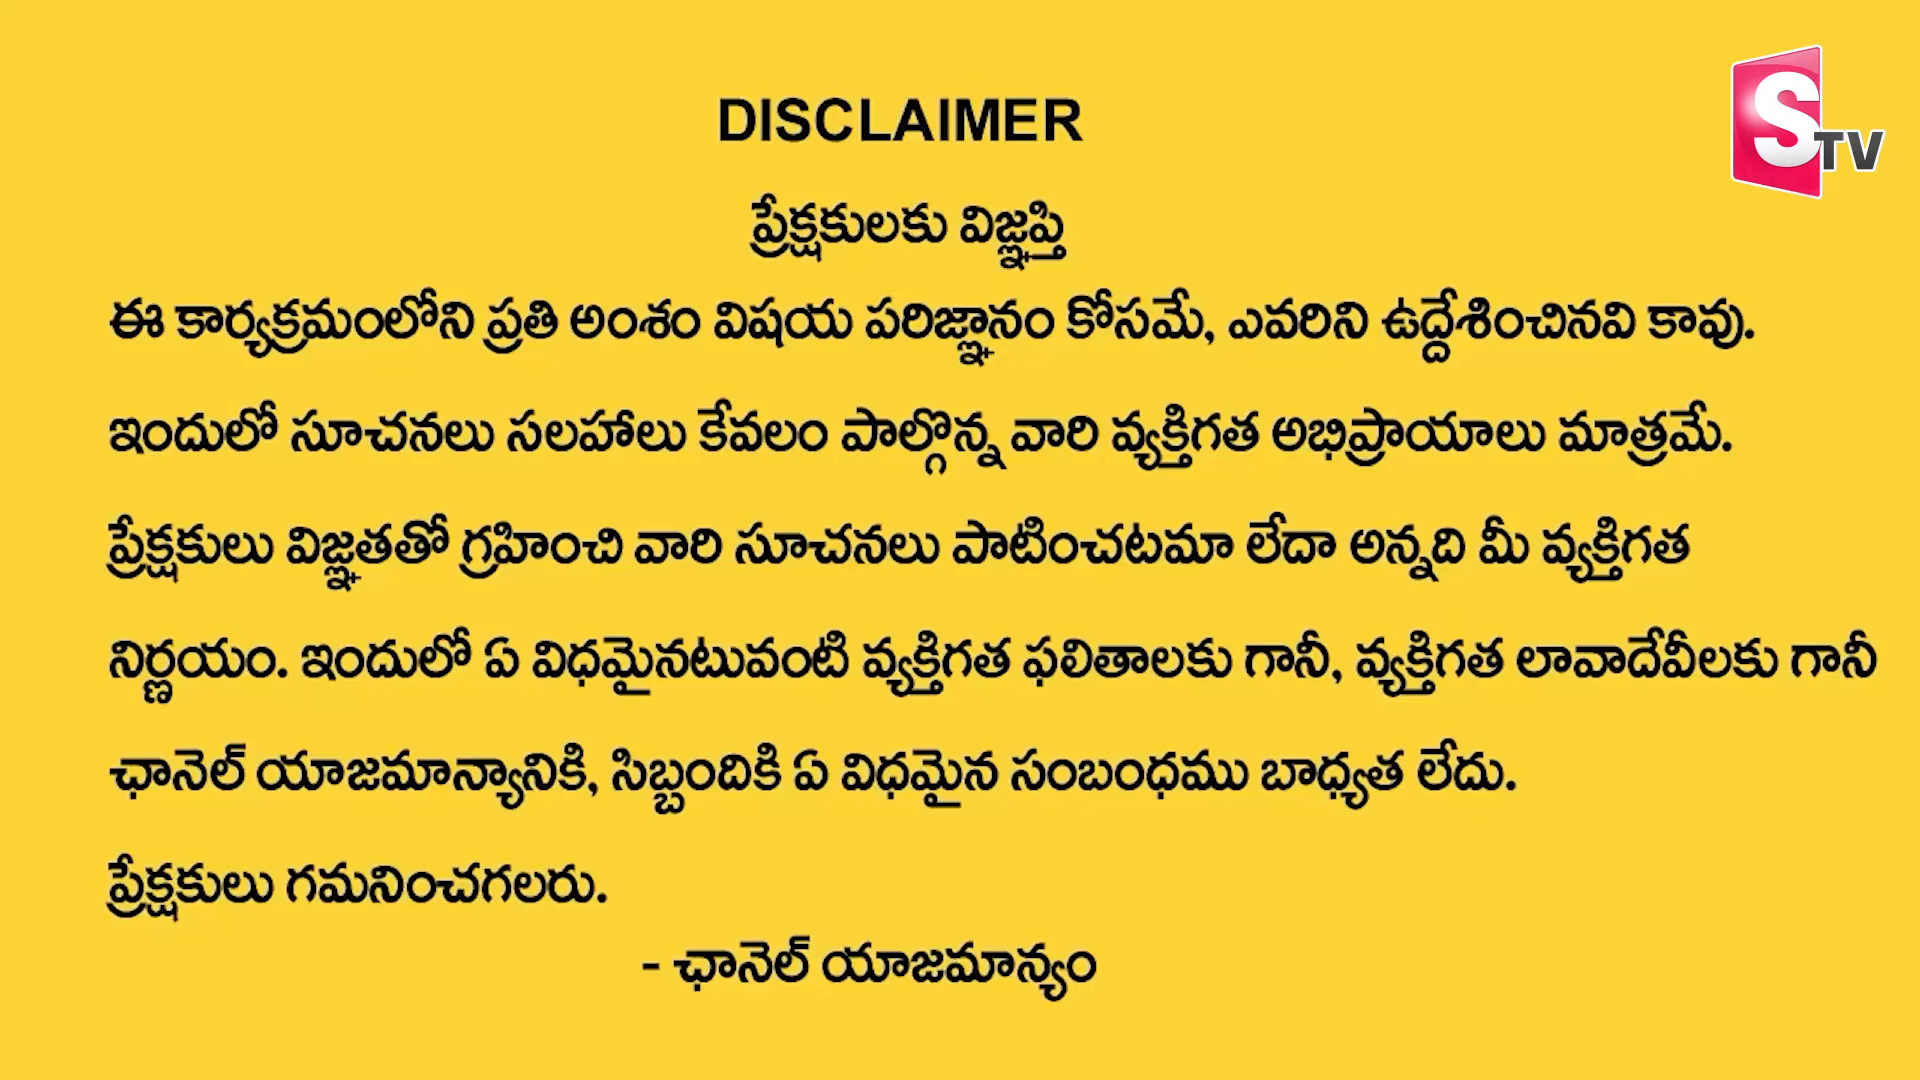 DISCLAIMER
STV
ప్రేక్షకులకు విజ్ఞప్తి
ఈ కార్యక్రమంలోని ప్రతి అంశం విషయ పరిజ్ఞానం కోసమే, ఎవరిని ఉద్దేశించినవి కావు.
ఇందులో సూచనలు సలహాలు కేవలం పాల్గొన్న వారి వ్యక్తిగత అభిప్రాయాలు మాత్రమే.
ప్రేక్షకులు విజ్ఞతతో గ్రహించి వారి సూచనలు పాటించటమా లేదా అన్నది మీ వ్యక్తిగత
నిర్ణయం. ఇందులో ఏ విధమైనటువంటి వ్యక్తిగత ఫలితాలకు గానీ, వ్యక్తిగత లావాదేవీలకు గానీ
ఛానెల్ యాజమాన్యానికి, సిబ్బందికి ఏ విధమైన సంబంధము బాధ్యత లేదు.
ప్రేక్షకులు గమనించగలరు.
- ఛానెల్ యాజమాన్యం